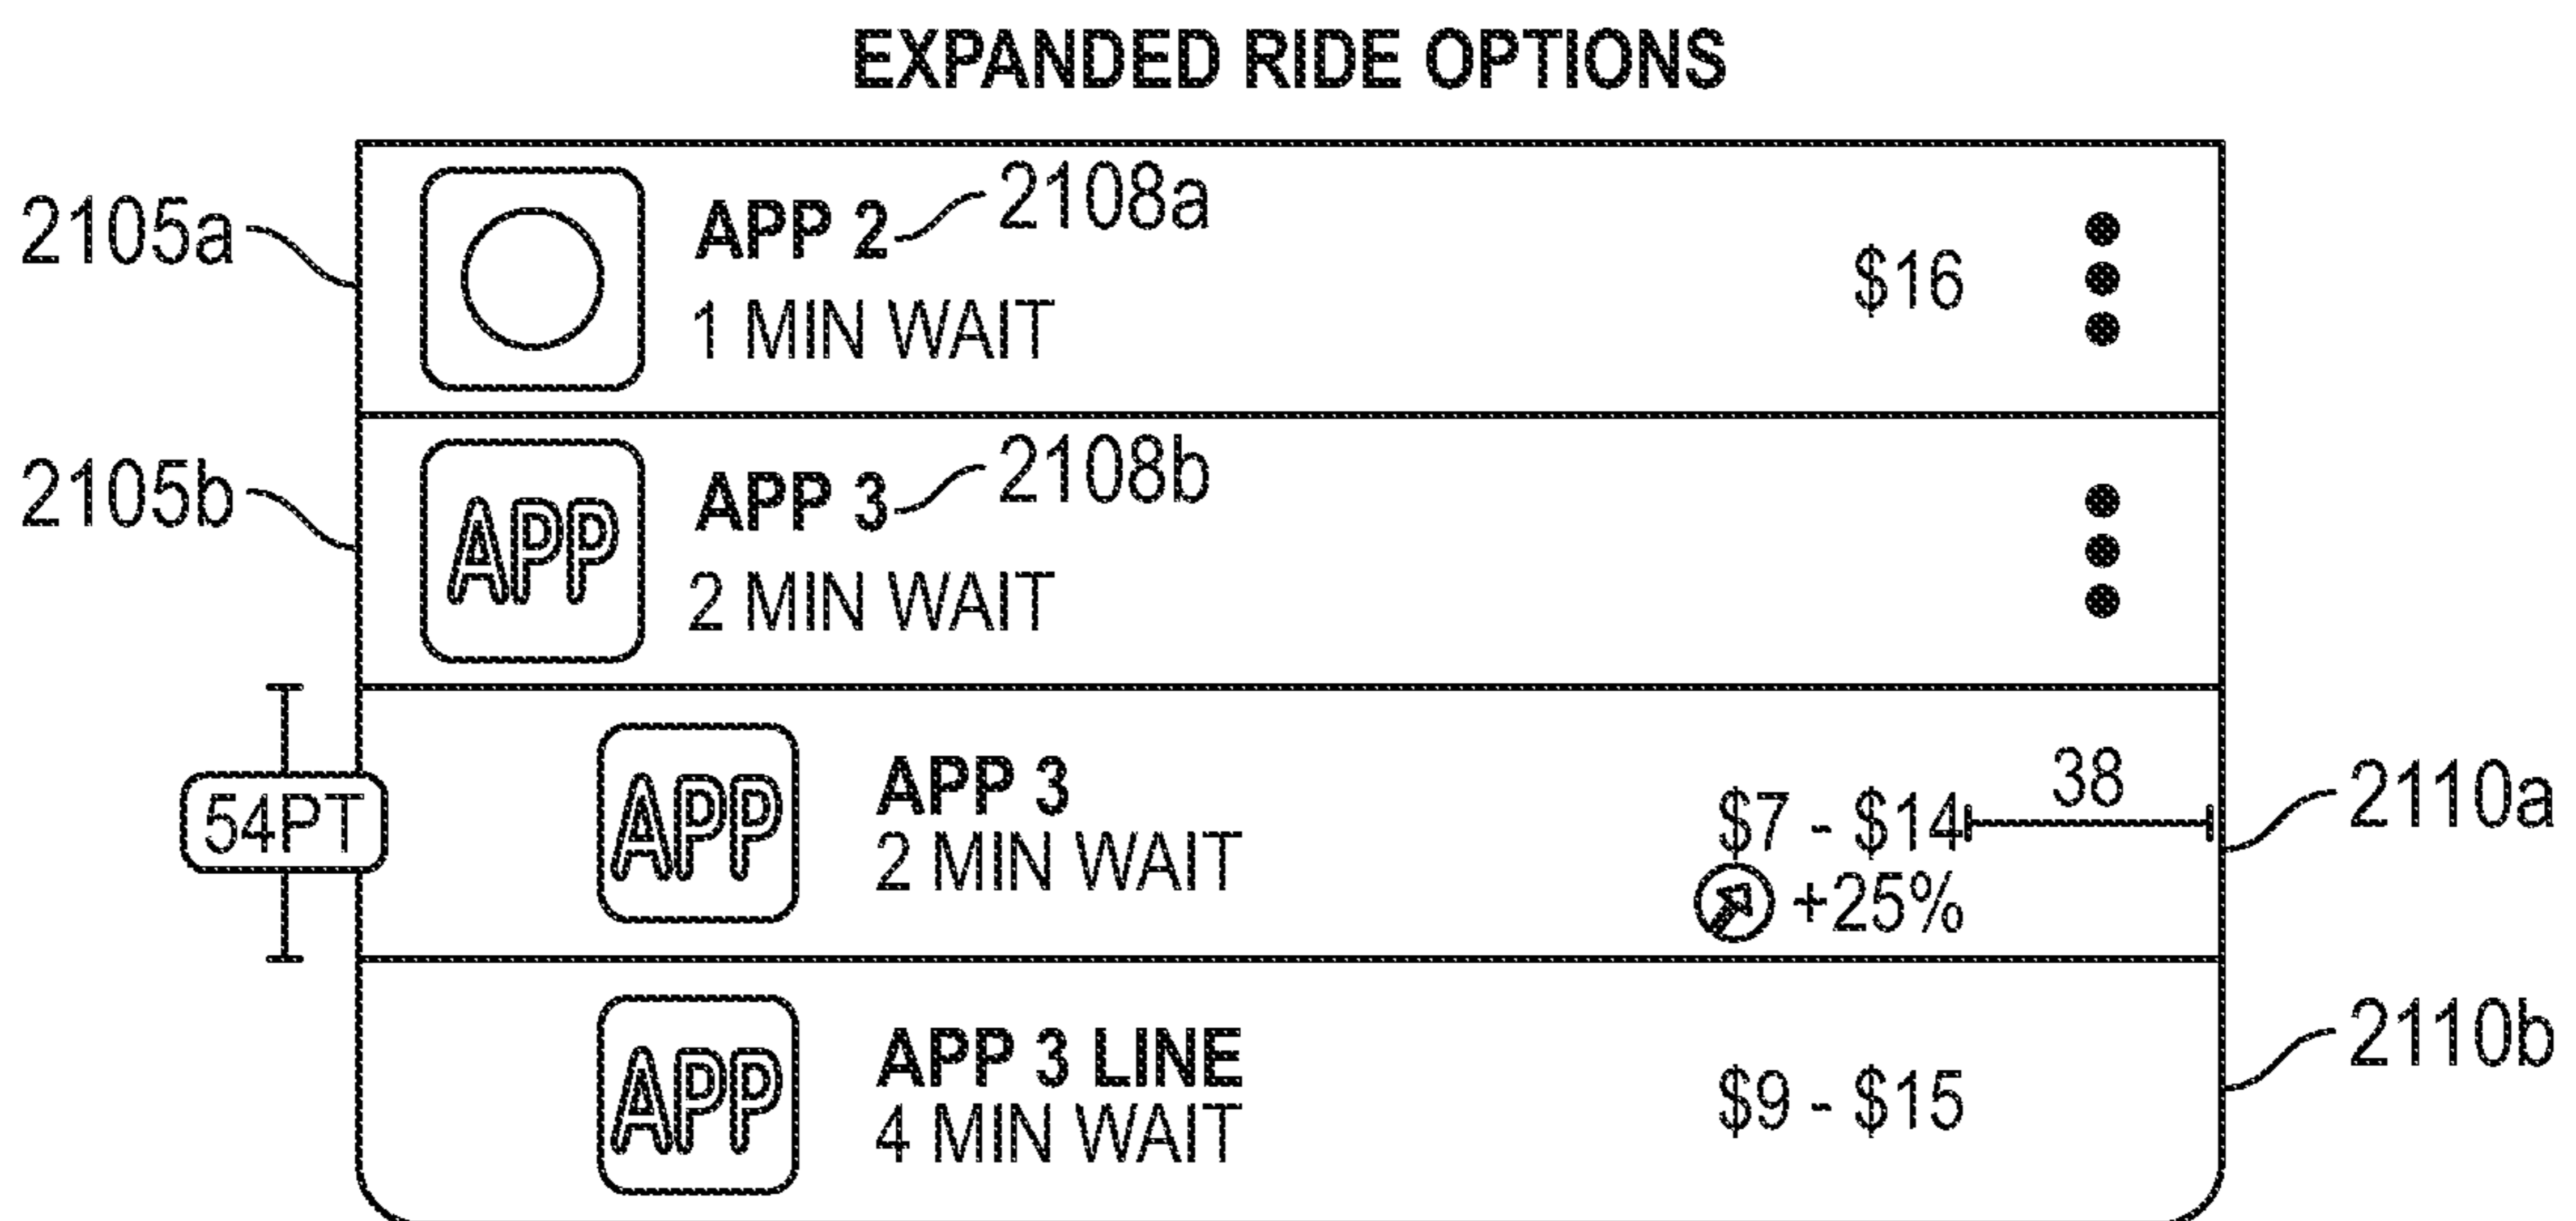 EXPANDED RIDE OPTIONS
2105a
APP 2
2108a
1 MIN WAIT
$16
2105b
APP
APP 3
2108b
2 MIN WAIT
54PT
APP
APP 3
2 MIN WAIT
$7 - $14
38
+25%
2110a
APP
APP 3 LINE
4 MIN WAIT
$9 - $15
2110b